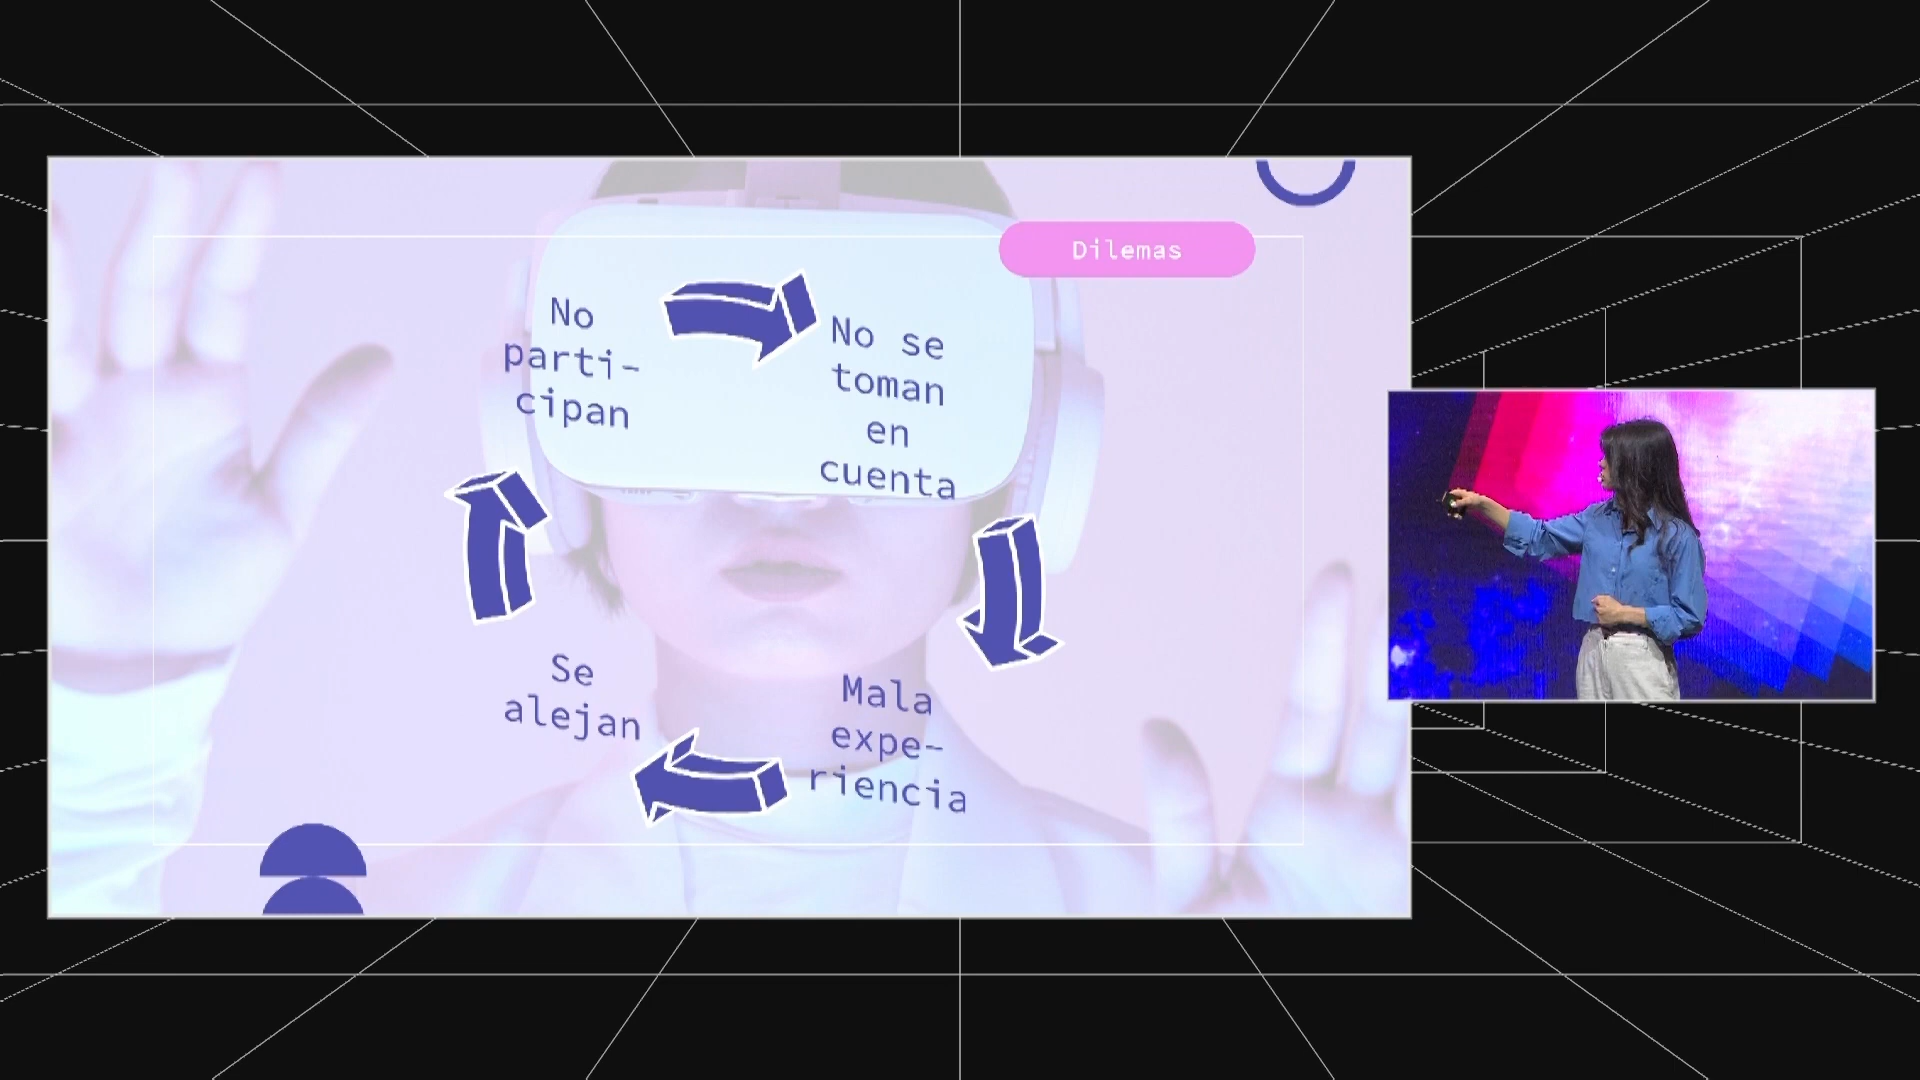 Dilemas
No
parti-
cipan
No se
toman
en
cuenta
Mala
expe-
riencia
Se
alejan